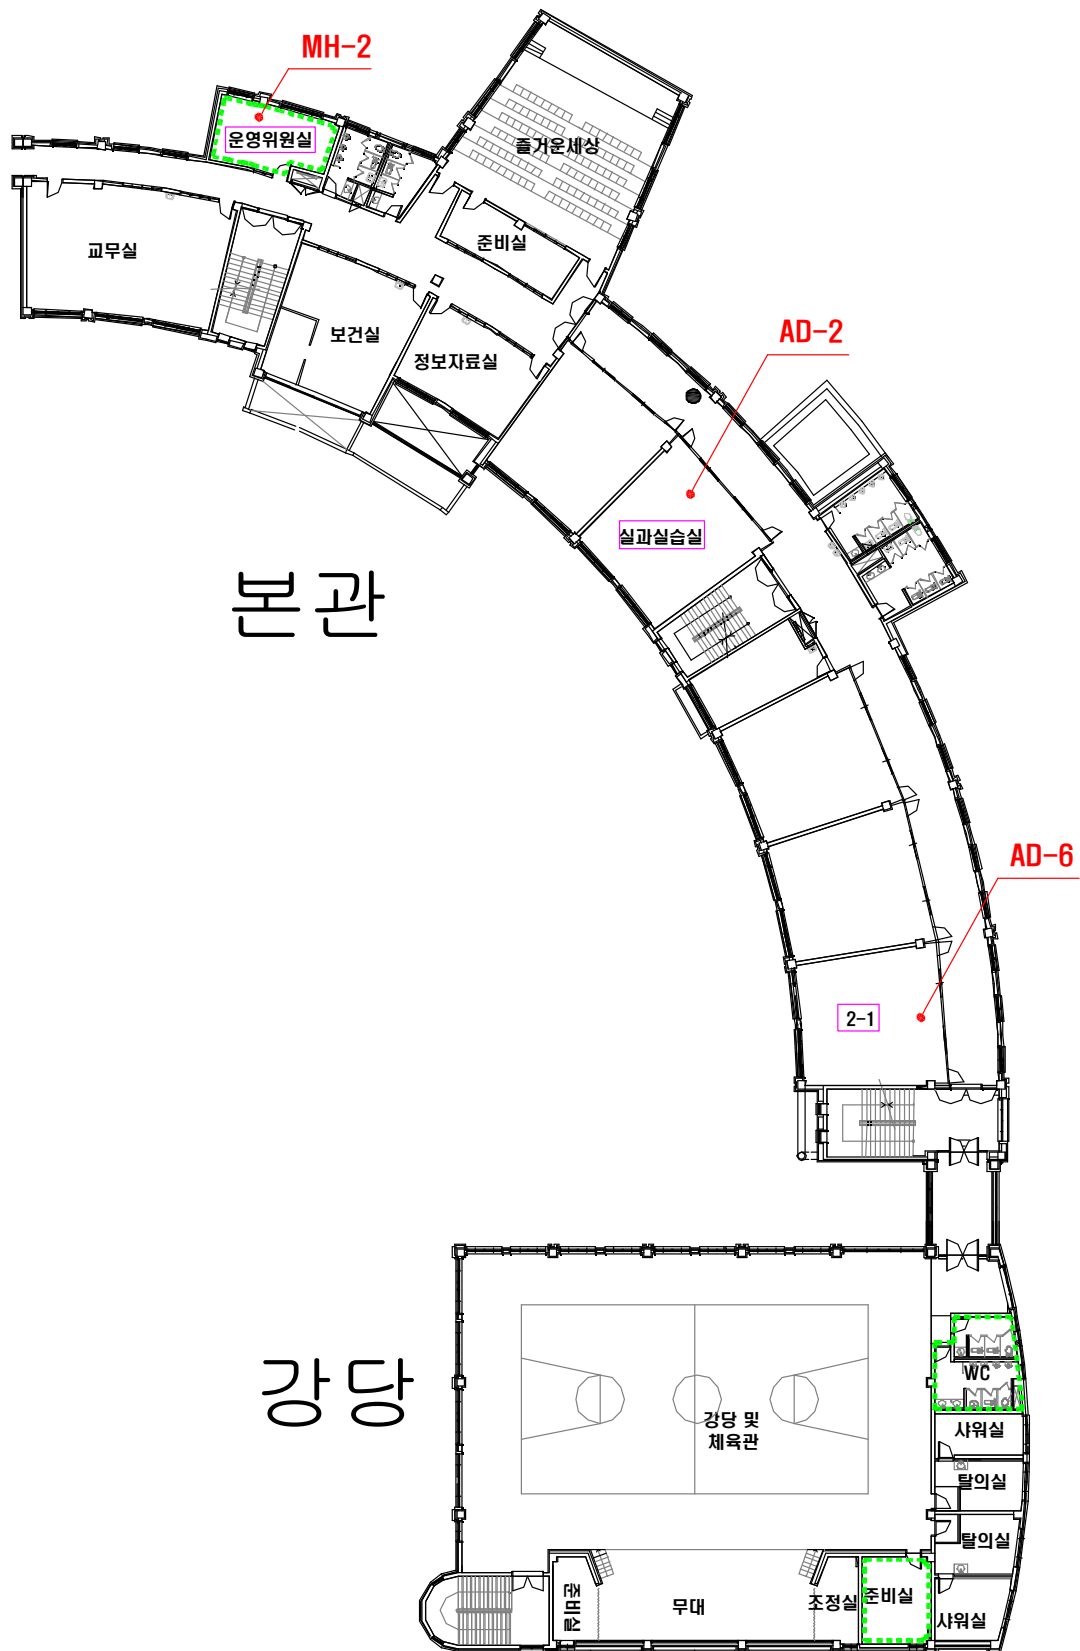 MH-2
운영위원실
즐거운세상
교무실
준비실
보건실
정보자료실
AD-2
실과실습실
본관
AD-6
2-1
강당
WC
강당 및
체육관
샤워실
탈의실
탈의실
준비실
무대
조정실
준비실
샤워실